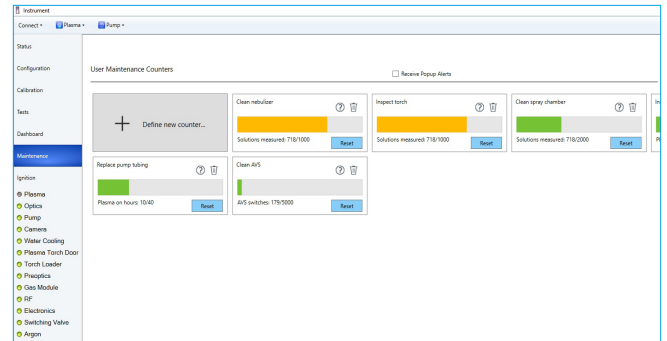 Instrument
Connect
Plasma
Pump
Status
Configuration
Calibration
Tests
Dashboard
Maintenance
Ignition
Plasma
Optics
Pump
Camera
Water Cooling
Plasma Torch Door
Torch Loader
Preoptics
Gas Module
RF
Electronics
Switching Valve
Argon
User Maintenance Counters
Receive Popup Alerts
Define new counter...
Clean nebulizer
Solutions measured: 718/1000
Reset
Inspect torch
Solutions measured: 718/1000
Reset
Clean spray chamber
Solutions measured: 718/2000
Reset
Replace pump tubing
Plasma on hours: 10/40
Reset
Clean AVS
AVS switches: 179/5000
Reset